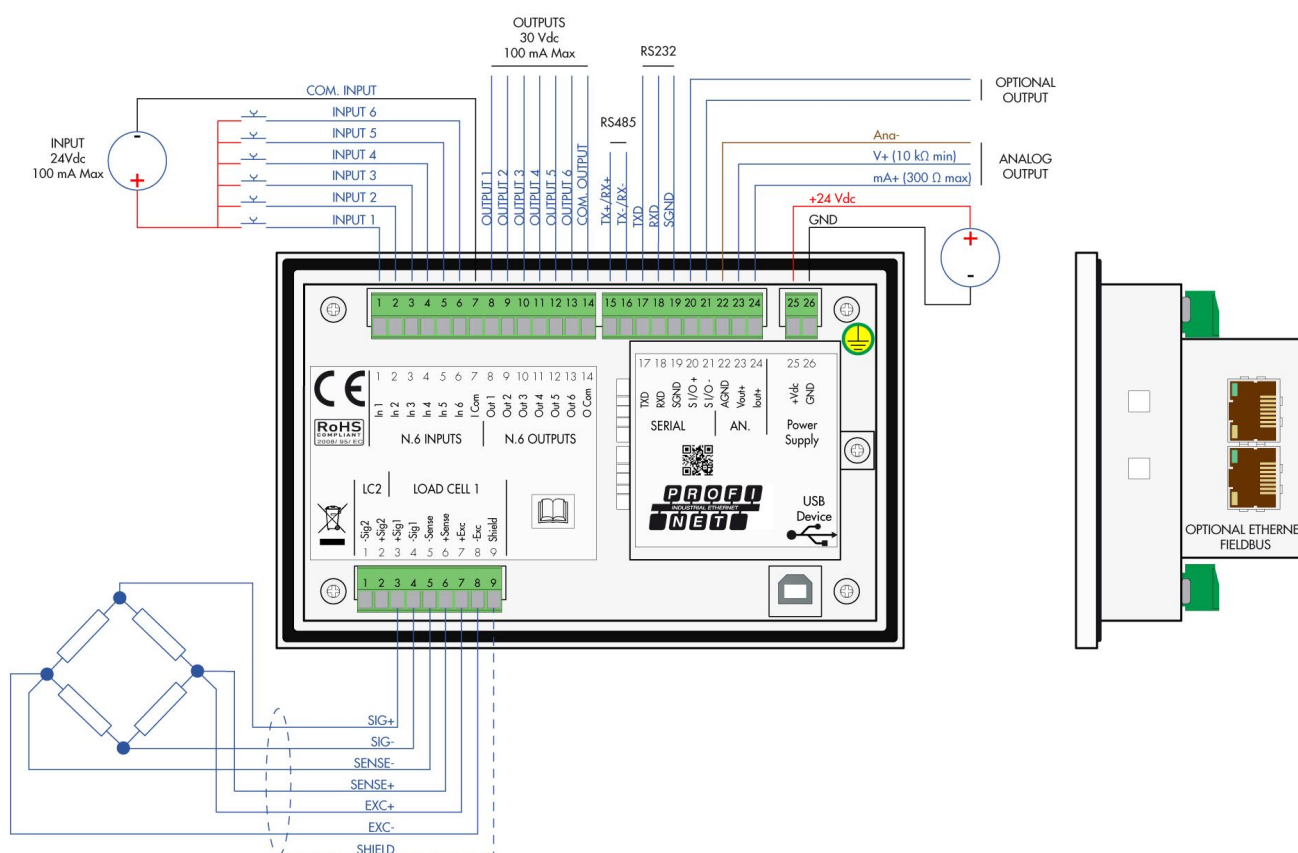 OUTPUTS
30 Vdc
100 mA Max
RS232
COM. INPUT
INPUT 6
INPUT 5
INPUT 4
INPUT 3
INPUT 2
INPUT 1
INPUT
24Vdc
100 mA Max
-
+
OUTPUT 1
OUTPUT 2
OUTPUT 3
OUTPUT 4
OUTPUT 5
OUTPUT 6
COM. OUTPUT
RS485
TX+/RX+
TX-/RX-
TXD
RXD
SGND
OPTIONAL
OUTPUT
Ana-
V+ (10 kΩ min)
mA+ (300 Ω max)
ANALOG
OUTPUT
+24 Vdc
GND
+
-
1 2 3 4 5 6 7 8 9 10 11 12 13 14
15 16 17 18 19 20 21 22 23 24
25 26
CE
RoHS
COMPLIANT
2008/95/EC
1 2 3 4 5 6 7 8 9 10 11 12 13 14
In 1
In 2
In 3
In 4
In 5
In 6
I Com
Out 1
Out 2
Out 3
Out 4
Out 5
Out 6
O Com
N.6 INPUTS
N.6 OUTPUTS
17 18 19 20 21 22 23 24
25 26
TXD
RXD
SGND
S I/O +
S I/O -
AGND
Vout+
Iout+
+Vdc
GND
SERIAL
AN.
Power
Supply
PROFI
INDUSTRIAL ETHERNET
NET
USB
Device
LC2
LOAD CELL 1
-Sig2
+Sig2
+Sig1
-Sig1
-Sense
+Sense
+Exc
-Exc
Shield
1 2 3 4 5 6 7 8 9
1 2 3 4 5 6 7 8 9
SIG+
SIG-
SENSE-
SENSE+
EXC+
EXC-
SHIELD
OPTIONAL ETHERNE
FIELDBUS